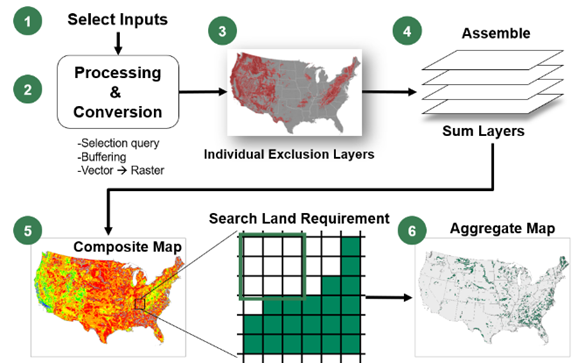 1
Select Inputs
2
Processing
&
Conversion
-Selection query
-Buffering
-Vector → Raster
3
Individual Exclusion Layers
4
Assemble
Sum Layers
5
Composite Map
Search Land Requirement
6
Aggregate Map